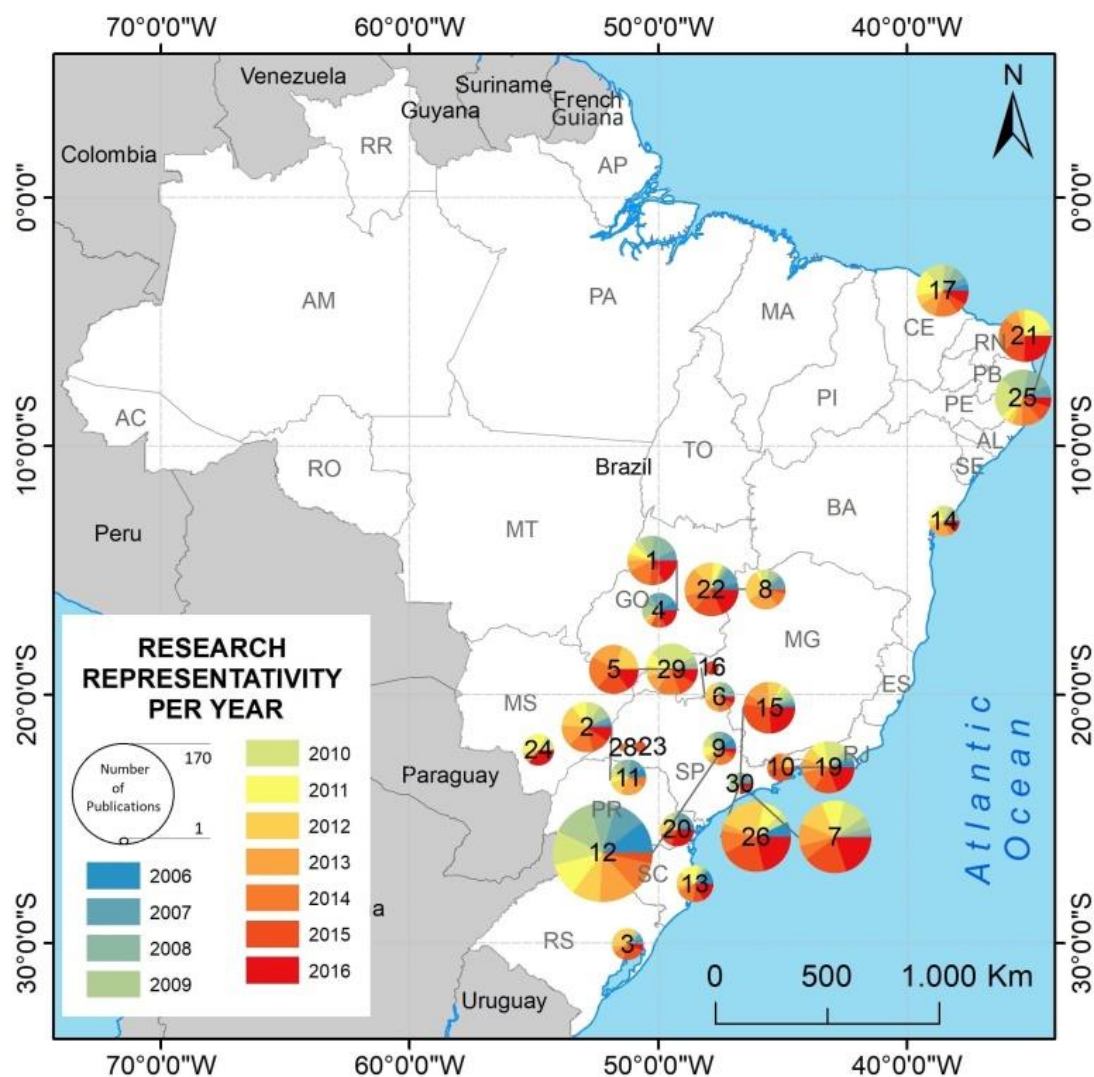 70°0'0"W 60°0'0"W 50°0'0"W 40°0'0"W
Venezuela
Suriname
Guyana
French
Guiana
N
Colombia
RR
AP
0°0'0"
0°0'0"
AM
PA
MA
CE
17
RN
21
PB
PI
PE
25
AC
AL
10°0'0"S
10°0'0"S
RO
TO
Brazil
SE
Peru
MT
BA
14
1
22
8
GO
4
MG
5
29
16
ES
MS
6
15
20°0'0"S
20°0'0"S
2
24
28
23
9
10
19
RJ
Paraguay
11
SP
30
PR
12
20
26
7
SC
13
a
RS
3
30°0'0"S
30°0'0"S
Uruguay
Atlantic
Ocean
0 500 1.000 Km
RESEARCH
REPRESENTATIVITY
PER YEAR
170
Number
of
Publications
1
2006
2007
2008
2009
2010
2011
2012
2013
2014
2015
2016
70°0'0"W 60°0'0"W 50°0'0"W 40°0'0"W